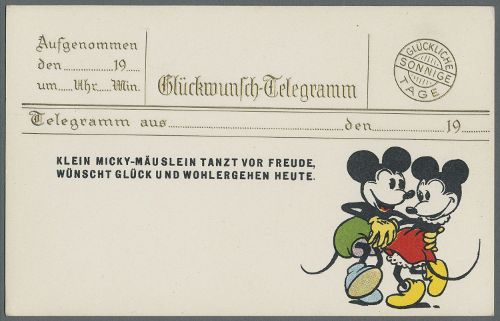 Aufgenommen
den ............ 19 ....
um ..... Uhr ..... Min.
Glückwunsch-Telegramm
GLÜCKLICHE
SONNIGE
TAGE
Telegramm aus ........................ den ............ 19 ......
KLEIN MICKY-MÄUSLEIN TANZT VOR FREUDE,
WÜNSCHT GLÜCK UND WOHLERGEHEN HEUTE.